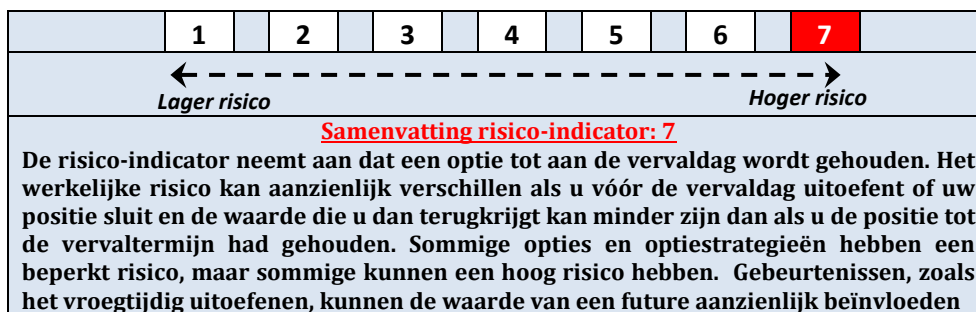 1 2 3 4 5 6 7
Lager risico Hoger risico
Samenvatting risico-indicator: 7
De risico-indicator neemt aan dat een optie tot aan de vervaldag wordt gehouden. Het
werkelijke risico kan aanzienlijk verschillen als u vóór de vervaldag uitoefent of uw
positie sluit en de waarde die u dan terugkrijgt kan minder zijn dan als u de positie tot
de vervaltermijn had gehouden. Sommige opties en optiestrategieën hebben een
beperkt risico, maar sommige kunnen een hoog risico hebben. Gebeurtenissen, zoals
het vroegtijdig uitoefenen, kunnen de waarde van een future aanzienlijk beïnvloeden